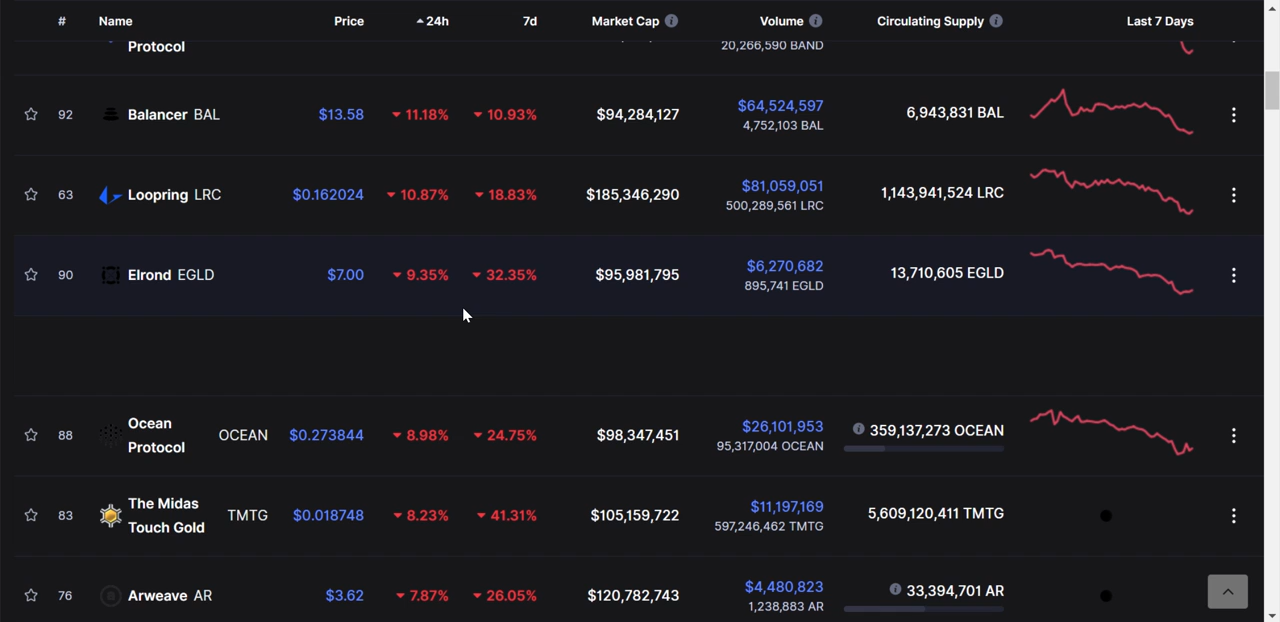 # Name Price 24h 7d Market Cap Volume Circulating Supply Last 7 Days
Protocol 20,266,590 BAND
92 Balancer BAL $13.58 11.18% 10.93% $94,284,127 $64,524,597 6,943,831 BAL
4,752,103 BAL
63 Loopring LRC $0.162024 10.87% 18.83% $185,346,290 $81,059,051 1,143,941,524 LRC
500,289,561 LRC
90 Elrond EGLD $7.00 9.35% 32.35% $95,981,795 $6,270,682 13,710,605 EGLD
895,741 EGLD
88 Ocean Protocol OCEAN $0.273844 8.98% 24.75% $98,347,451 $26,101,953 359,137,273 OCEAN
95,317,004 OCEAN
83 The Midas Touch Gold TMTG $0.018748 8.23% 41.31% $105,159,722 $11,197,169 5,609,120,411 TMTG
597,246,462 TMTG
76 Arweave AR $3.62 7.87% 26.05% $120,782,743 $4,480,823 33,394,701 AR
1,238,883 AR